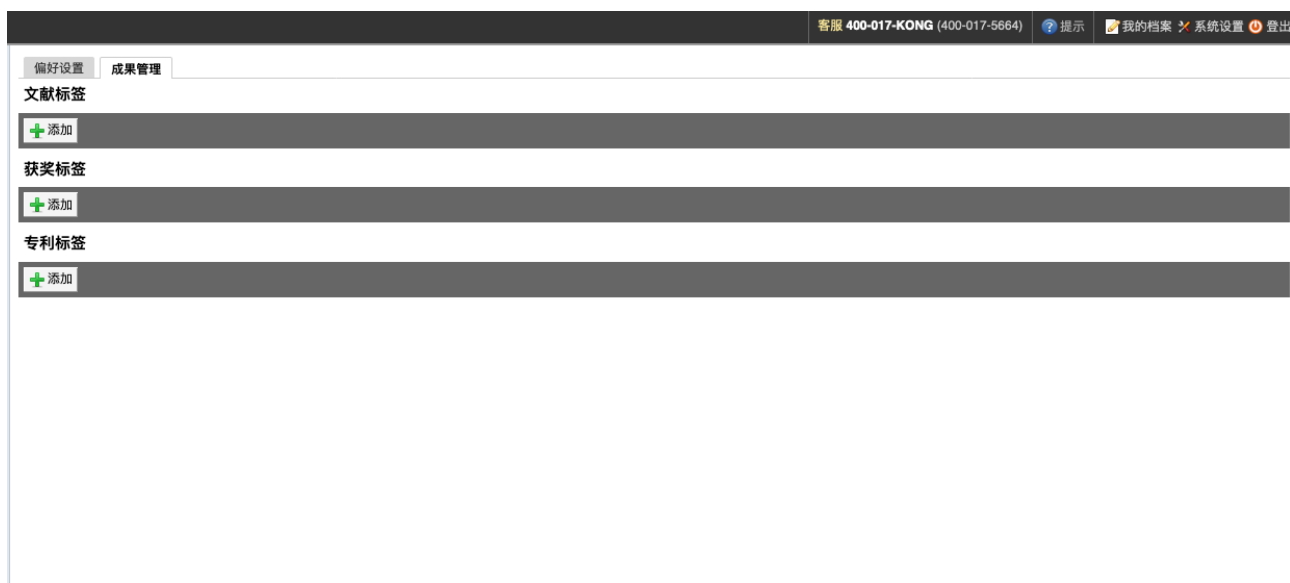 客服 400-017-KONG (400-017-5664) 提示 我的档案 系统设置 登出
偏好设置 成果管理
文献标签
添加
获奖标签
添加
专利标签
添加